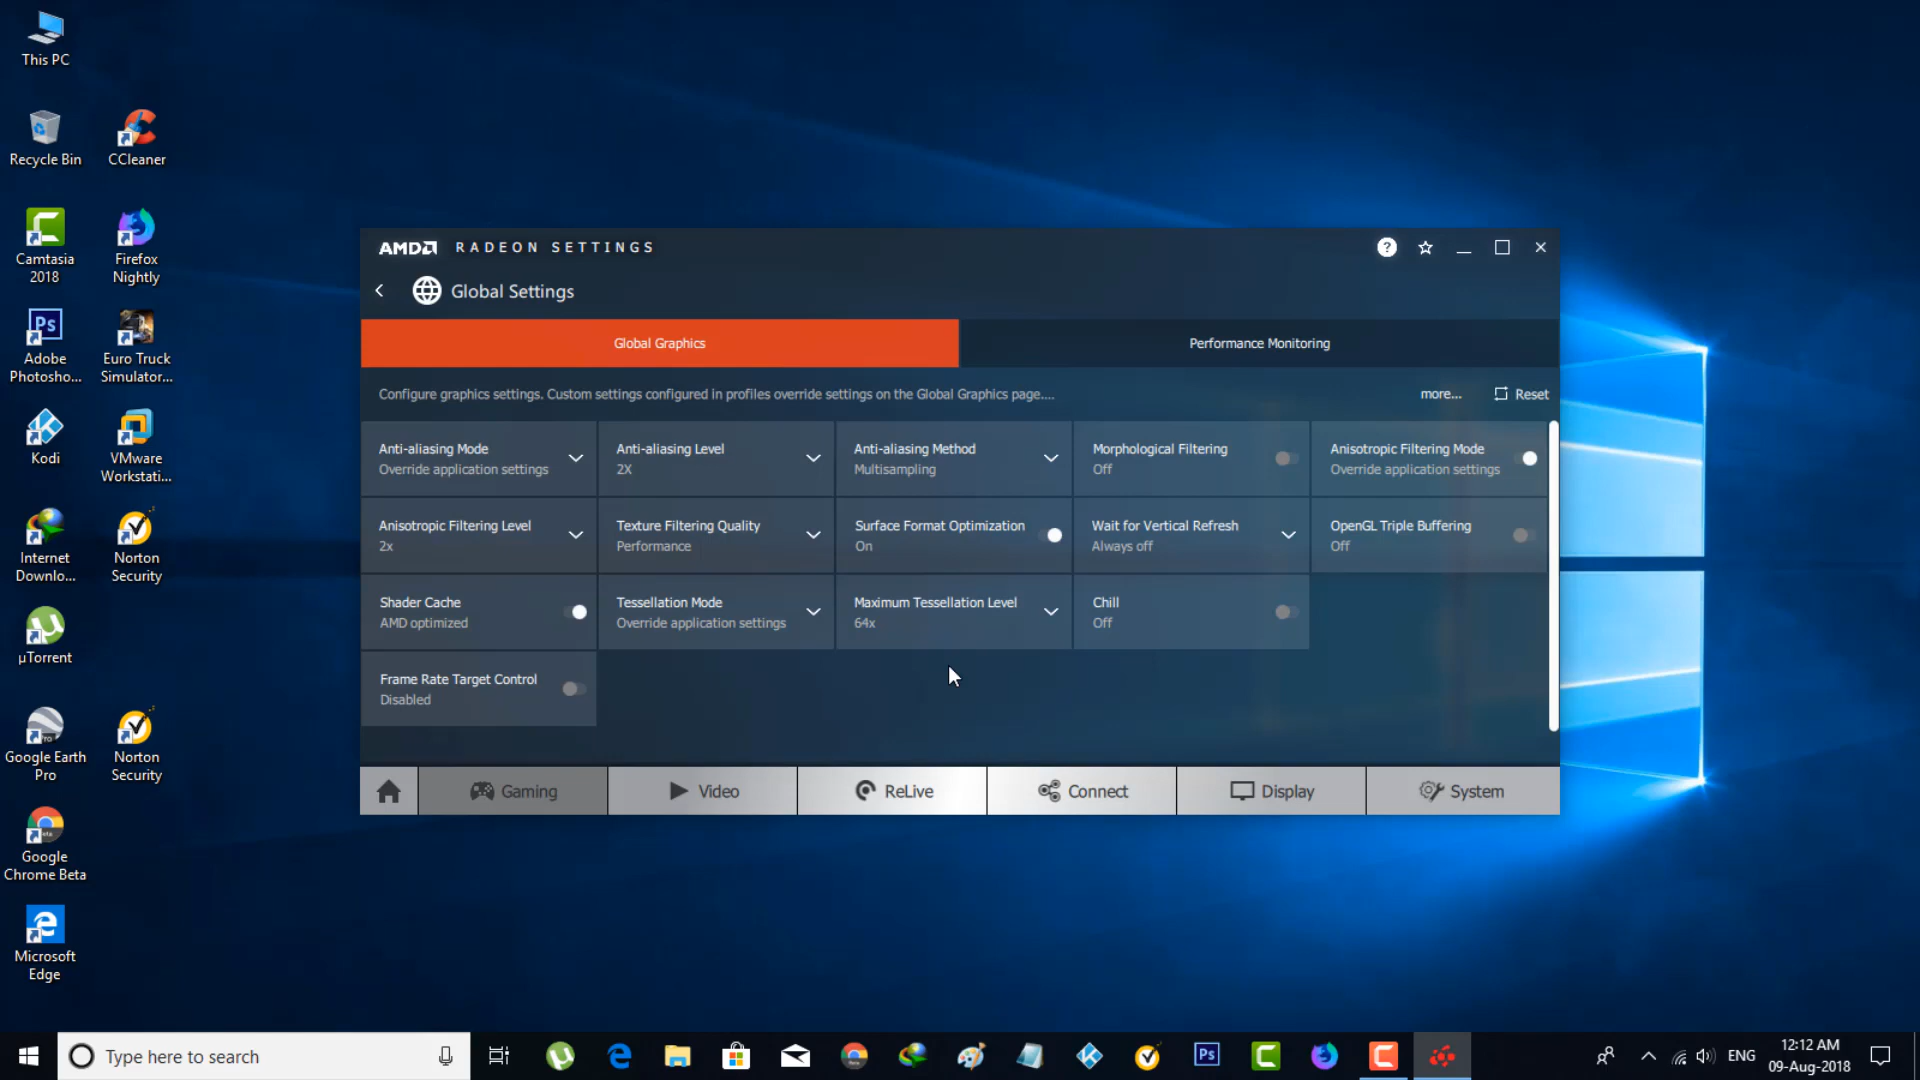 This PC
Recycle Bin
CCleaner
Camtasia
2018
Firefox
Nightly
Adobe
Photosho...
Euro Truck
Simulator...
Kodi
VMware
Workstati...
Internet
Downlo...
Norton
Security
µTorrent
Google Earth
Pro
Norton
Security
Google
Chrome Beta
Microsoft
Edge
AMD RADEON SETTINGS
Global Settings
Global Graphics
Performance Monitoring
Configure graphics settings. Custom settings configured in profiles override settings on the Global Graphics page....
more...
Reset
Anti-aliasing Mode
Override application settings
Anti-aliasing Level
2X
Anti-aliasing Method
Multisampling
Morphological Filtering
Off
Anisotropic Filtering Mode
Override application settings
Anisotropic Filtering Level
2x
Texture Filtering Quality
Performance
Surface Format Optimization
On
Wait for Vertical Refresh
Always off
OpenGL Triple Buffering
Off
Shader Cache
AMD optimized
Tessellation Mode
Override application settings
Maximum Tessellation Level
64x
Chill
Off
Frame Rate Target Control
Disabled
Gaming
Video
ReLive
Connect
Display
System
Type here to search
ENG
12:12 AM
09-Aug-2018